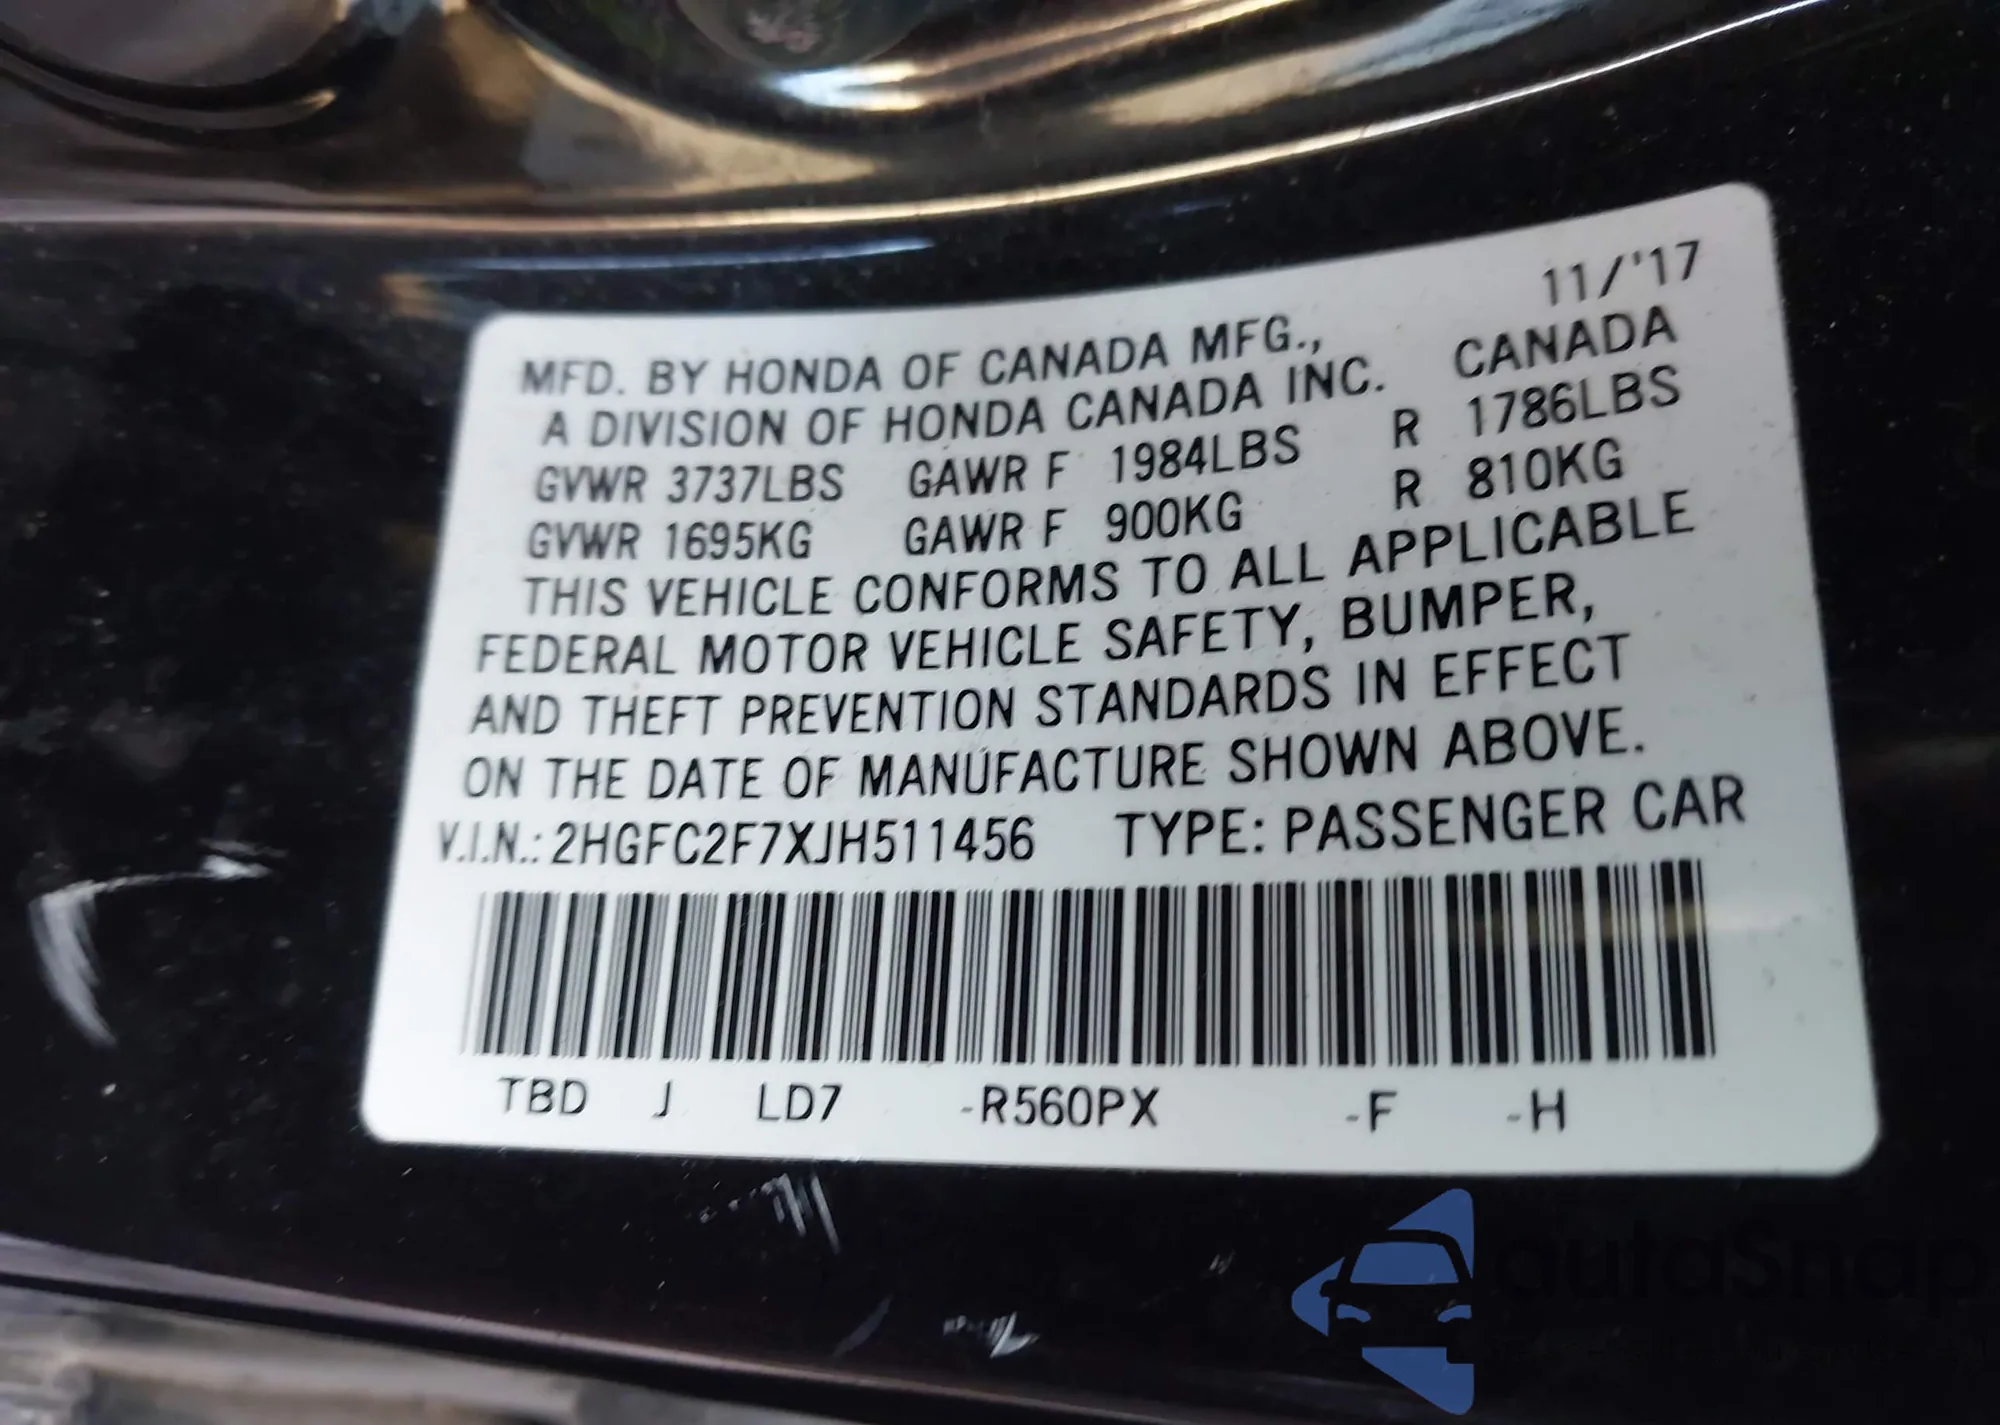 11/'17
MFD. BY HONDA OF CANADA MFG.,
A DIVISION OF HONDA CANADA INC. CANADA
GVWR 3737LBS GAWR F 1984LBS R 1786LBS
GVWR 1695KG GAWR F 900KG R 810KG
THIS VEHICLE CONFORMS TO ALL APPLICABLE
FEDERAL MOTOR VEHICLE SAFETY, BUMPER,
AND THEFT PREVENTION STANDARDS IN EFFECT
ON THE DATE OF MANUFACTURE SHOWN ABOVE.
V.I.N.: 2HGFC2F7XJH511456 TYPE: PASSENGER CAR
TBD J LD7 -R560PX -F -H
autoSnap